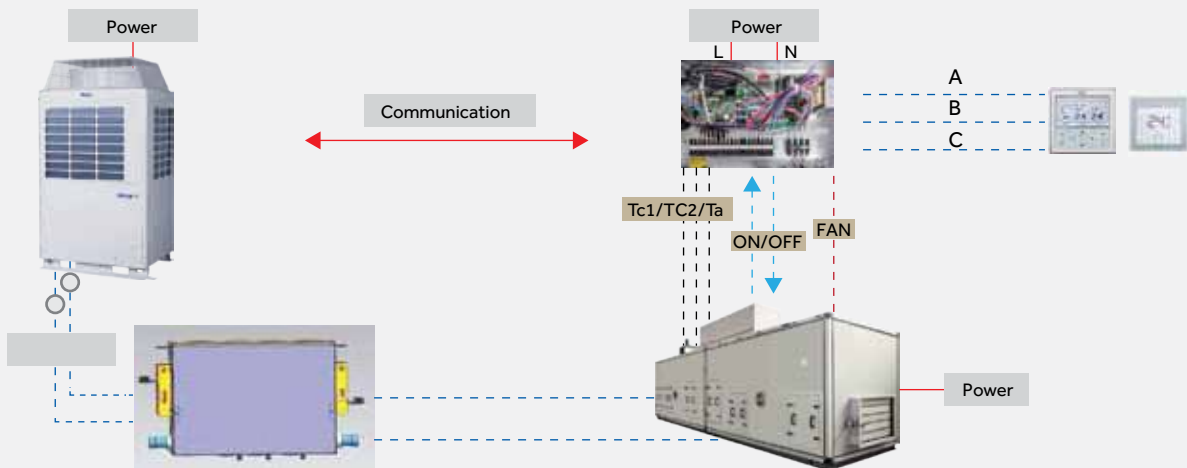 Power
Power
L
N
A
Communication
B
C
Tc1/TC2/Ta
FAN
ON/OFF
Power